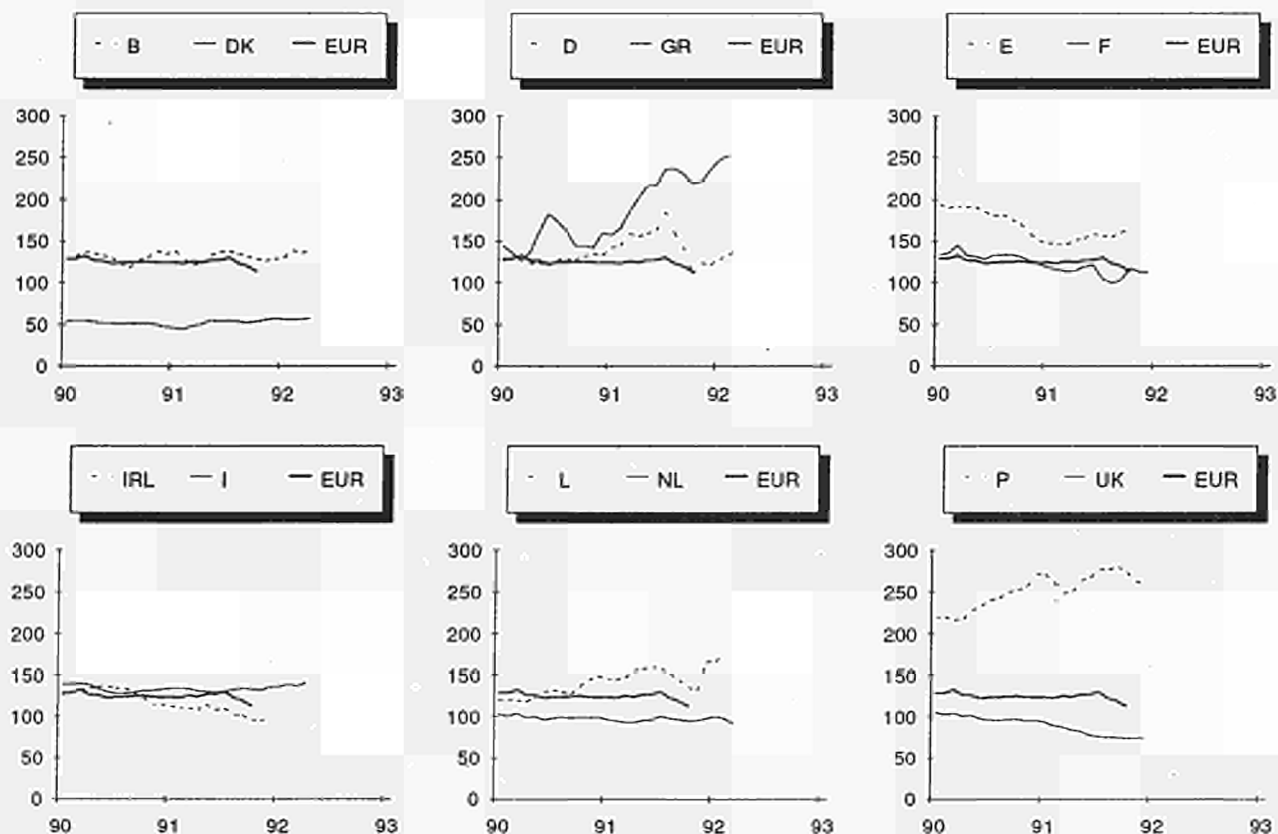 B DK EUR
D GR EUR
E F EUR
300 300 300
250 250 250
200 200 200
150 150 150
100 100 100
50 50 50
0 0 0
90 91 92 93 90 91 92 93 90 91 92 93
IRL I EUR
L NL EUR
P UK EUR
300 300 300
250 250 250
200 200 200
150 150 150
100 100 100
50 50 50
0 0 0
90 91 92 93 90 91 92 93 90 91 92 93